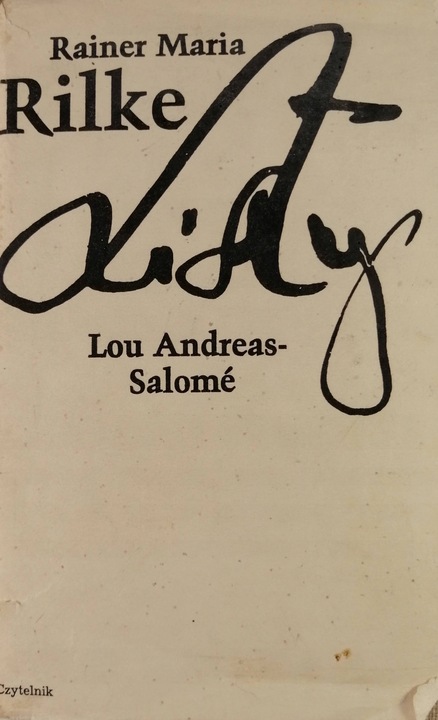 Rainer Maria
Rilke
Listy
Lou Andreas-
Salomé
Czytelnik